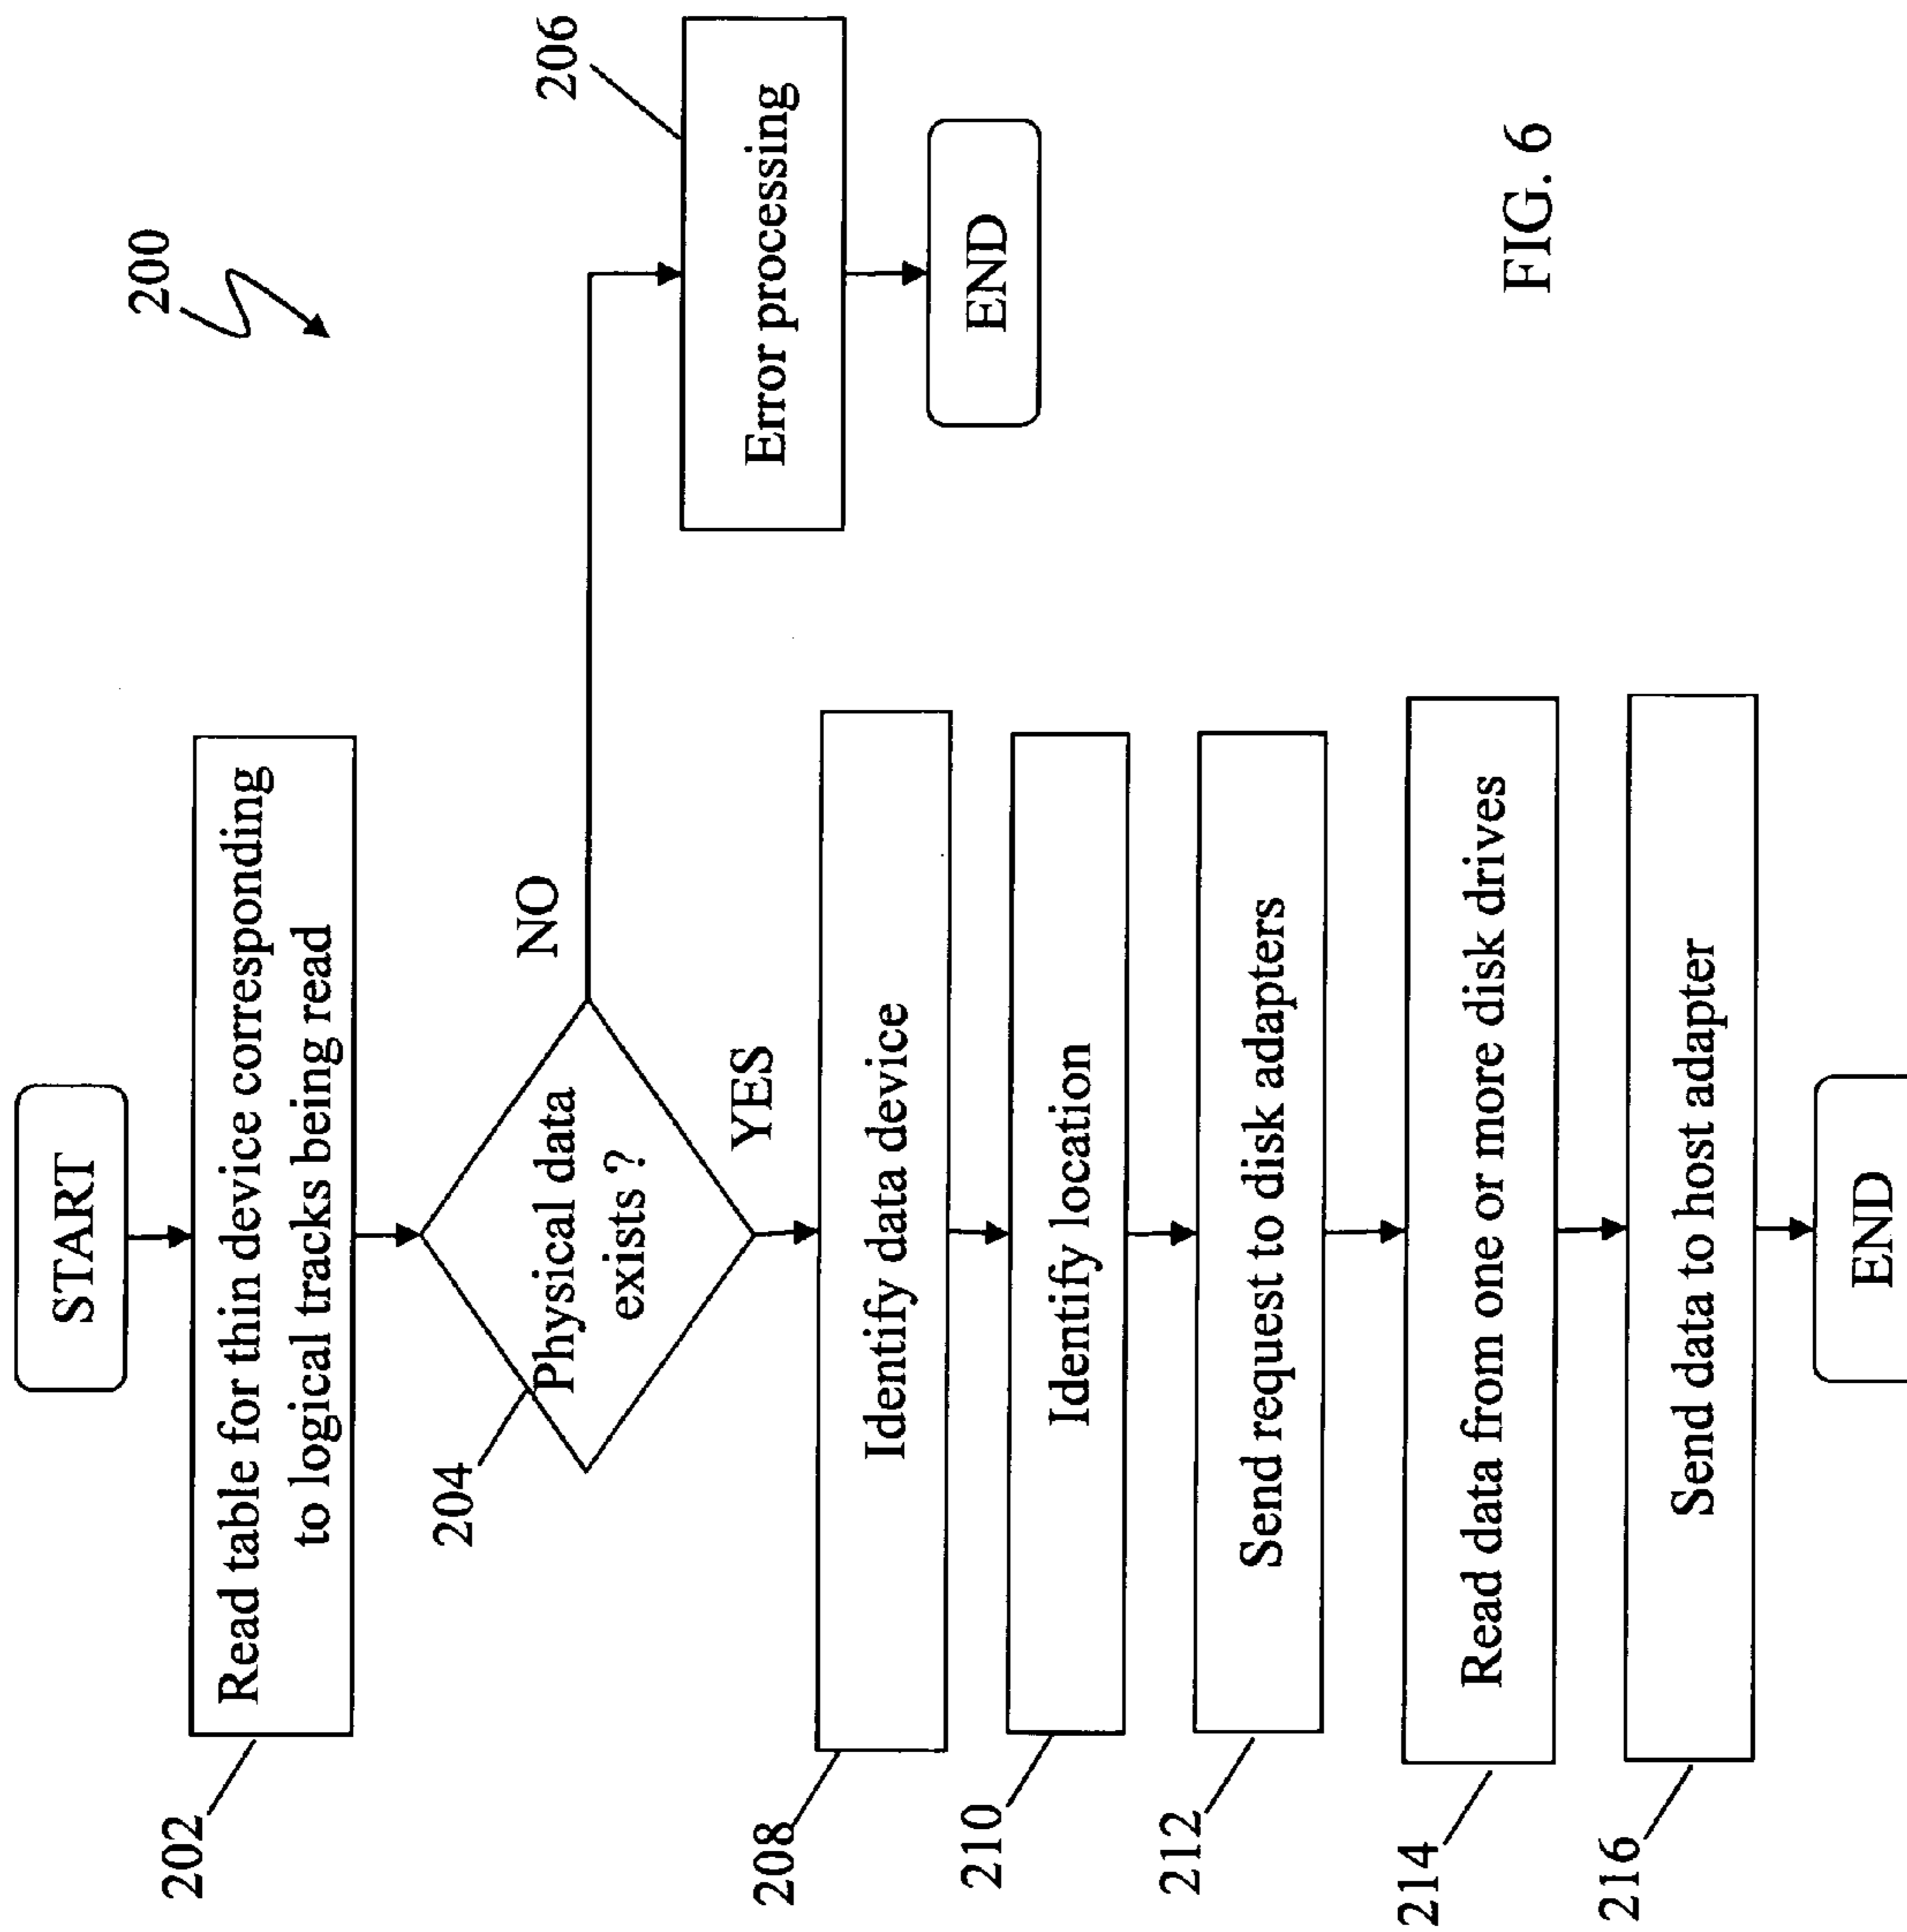 200
START
202
Read table for thin device corresponding
to logical tracks being read
204
Physical data
exists ?
NO
YES
206
Error processing
END
208
Identify data device
210
Identify location
212
Send request to disk adapters
214
Read data from one or more disk drives
216
Send data to host adapter
END
FIG. 6